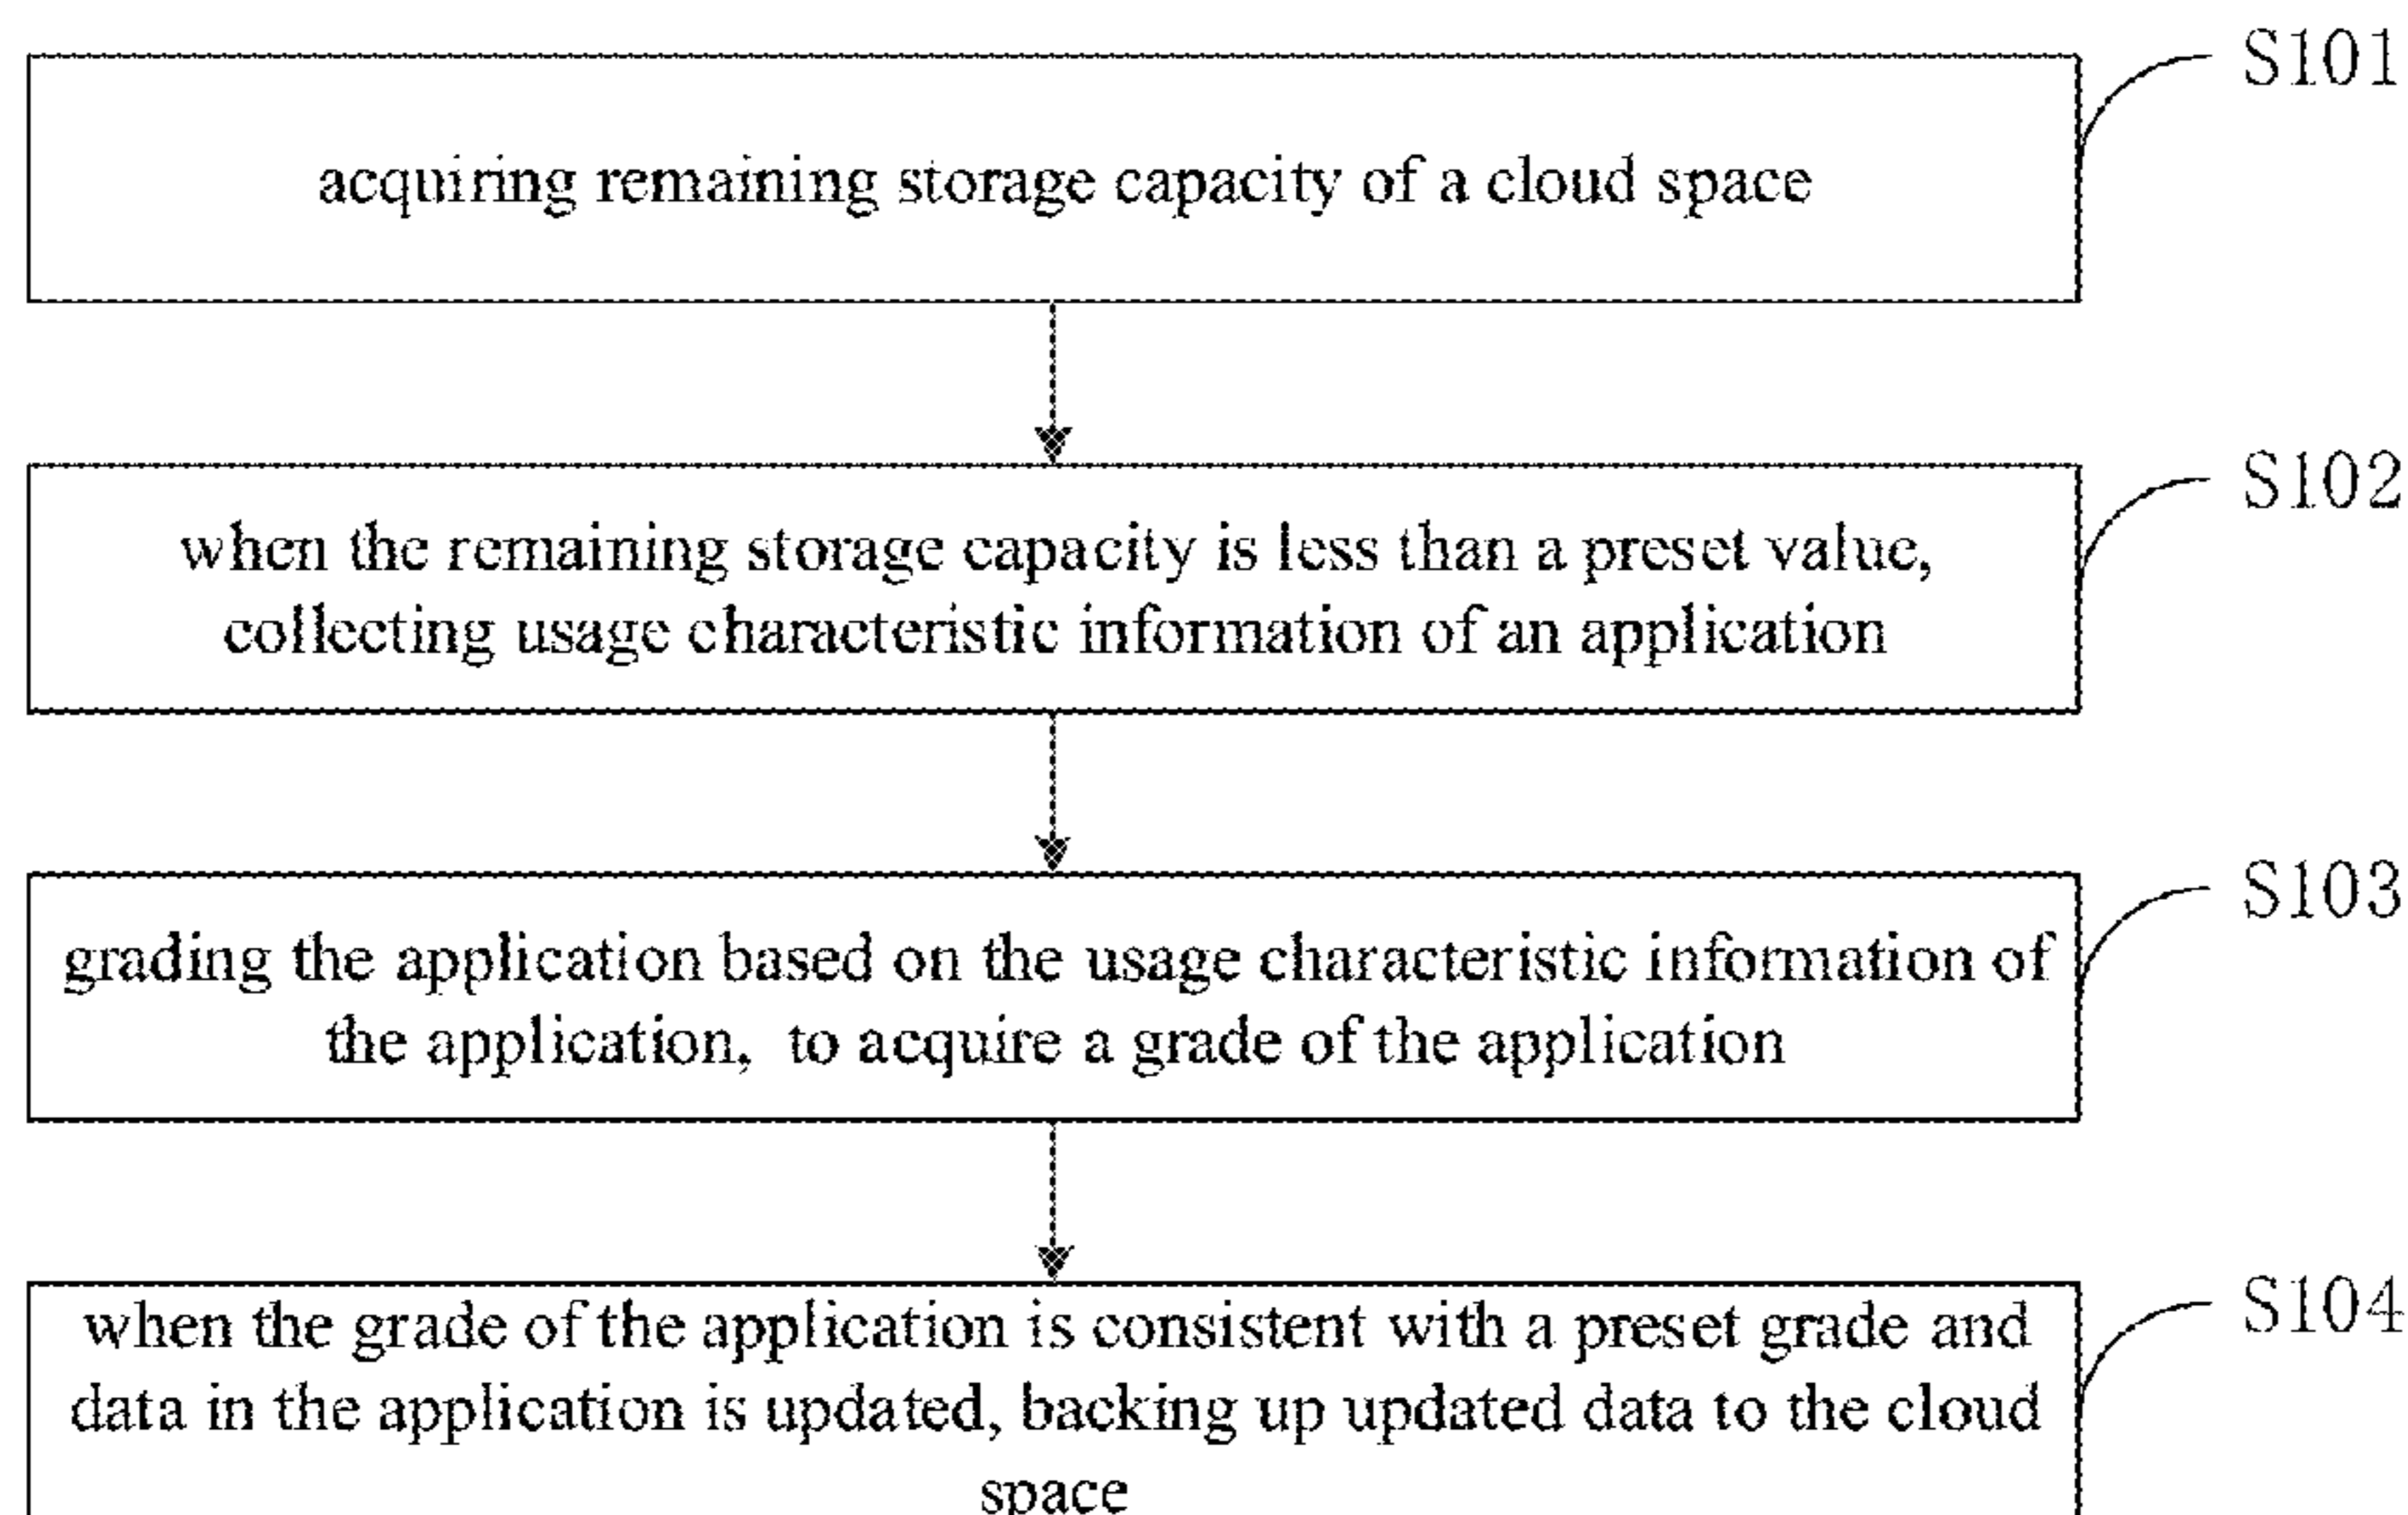 S101
acquiring remaining storage capacity of a cloud space
S102
when the remaining storage capacity is less than a preset value,
collecting usage characteristic information of an application
S103
grading the application based on the usage characteristic information of
the application, to acquire a grade of the application
S104
when the grade of the application is consistent with a preset grade and
data in the application is updated, backing up updated data to the cloud
space